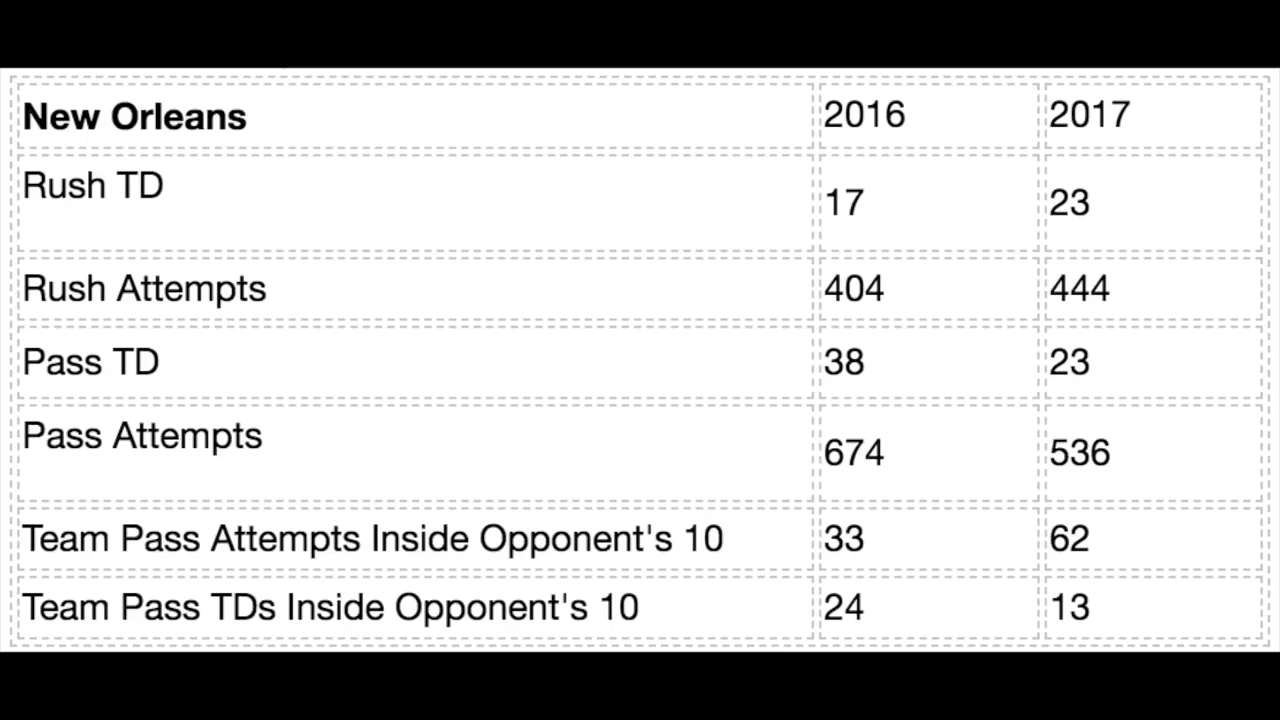 New Orleans 2016 2017
Rush TD 17 23
Rush Attempts 404 444
Pass TD 38 23
Pass Attempts 674 536
Team Pass Attempts Inside Opponent's 10 33 62
Team Pass TDs Inside Opponent's 10 24 13